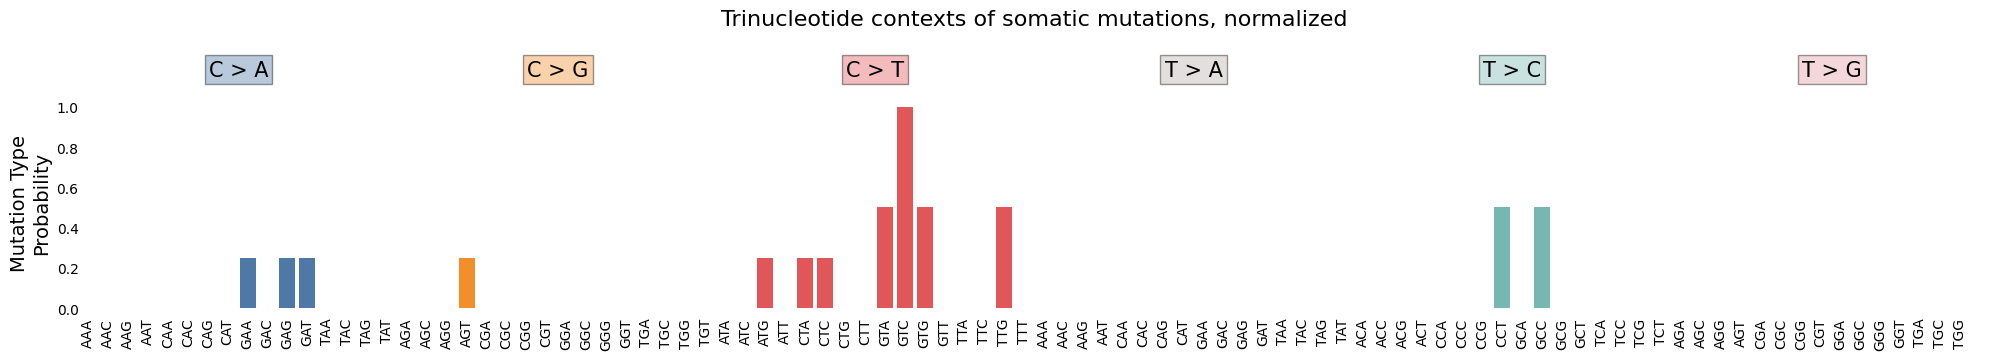 Trinucleotide contexts of somatic mutations, normalized
C > A C > G C > T T > A T > C T > G
Mutation Type
Probability
1.0
0.8
0.6
0.4
0.2
0.0
AAA AAC AAG AAT CAA CAC CAG CAT GAA GAC GAG GAT TAA TAC TAG TAT AGA AGC AGG AGT CGA CGC CGG CGT GGA GGC GGG GGT TGA TGC TGG TGT ATA ATC ATG ATT CTA CTC CTG CTT GTA GTC GTG GTT TTA TTC TTG TTT AAA AAC AAG AAT CAA CAC CAG CAT GAA GAC GAG GAT TAA TAC TAG TAT ACA ACC ACG ACT CCA CCC CCG CCT GCA GCC GCG GCT TCA TCC TCG TCT AGA AGC AGG AGT CGA CGC CGG CGT GGA GGC GGG GGT TGA TGC TGG